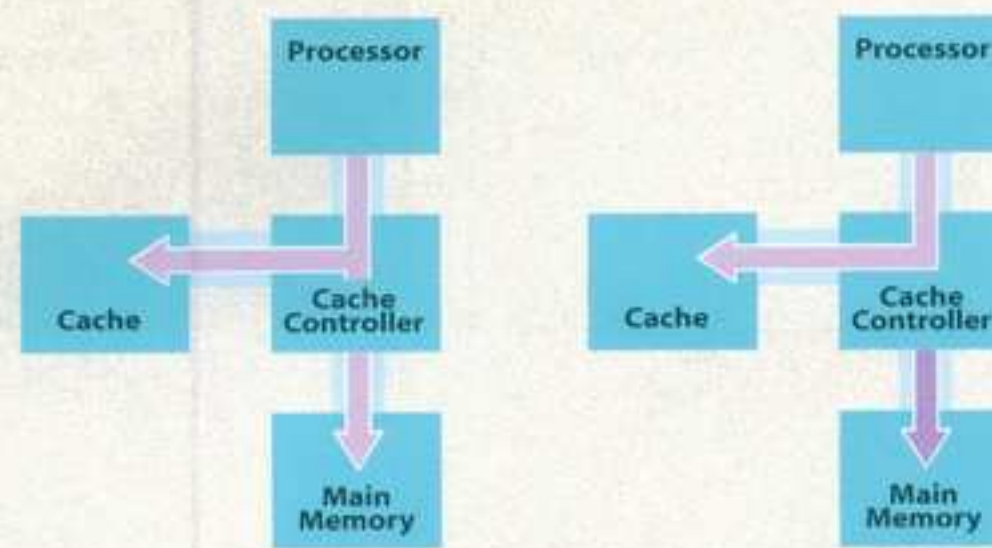 Processor
Cache
Cache
Controller
Main
Memory
Processor
Cache
Cache
Controller
Main
Memory